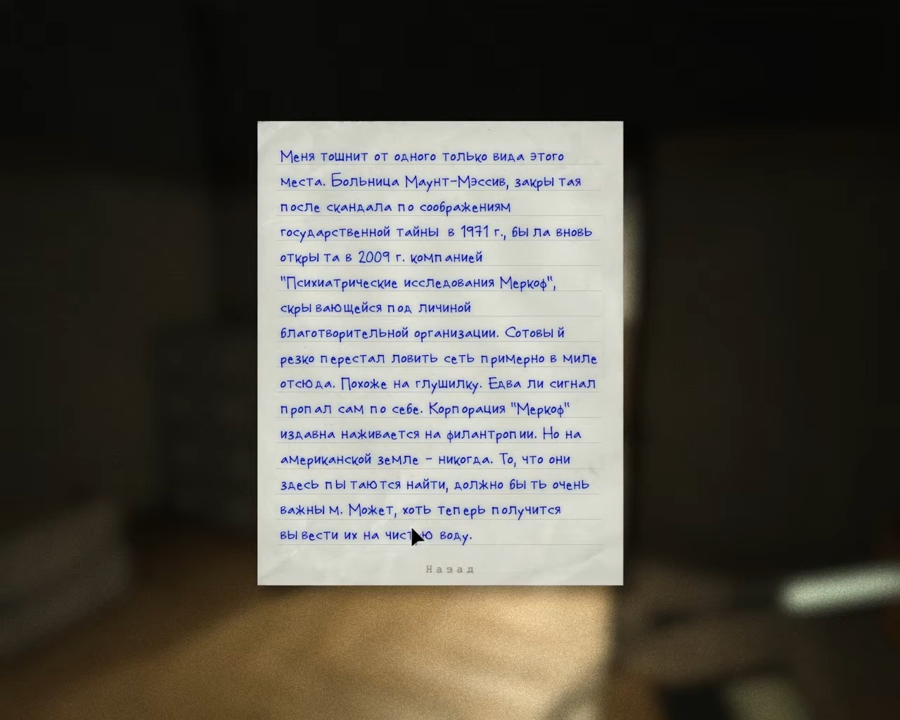 Меня тошнит от одного только вида этого
места. Больница Маунт-Мэссив, закрытая
после скандала по соображениям
государственной тайны в 1971 г., была вновь
открыта в 2009 г. компанией
"Психиатрические исследования Меркоф",
скрывающейся под личиной
благотворительной организации. Сотовый
резко перестал ловить сеть примерно в миле
отсюда. Похоже на глушилку. Едва ли сигнал
пропал сам по себе. Корпорация "Меркоф"
издавна наживается на филантропии. Но на
американской земле - никогда. То, что они
здесь пытаются найти, должно быть очень
важным. Может, хоть теперь получится
вывести их на чистую воду.
Назад